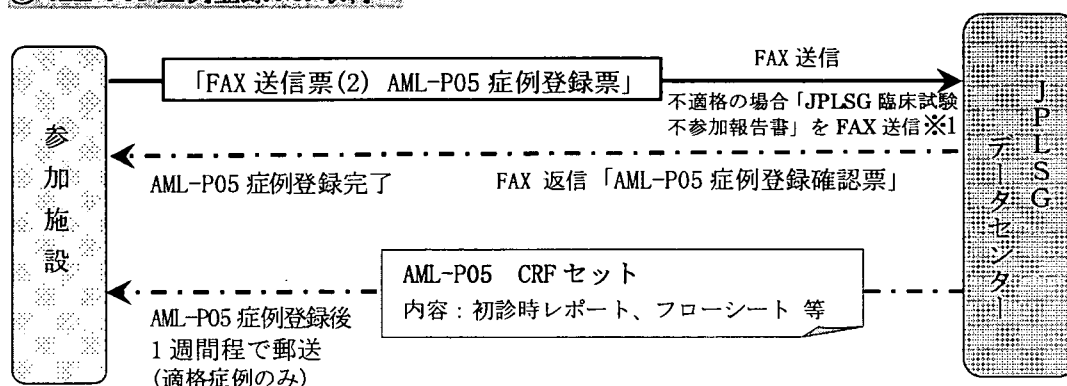 参加施設
「FAX 送信票(2) AML-P05 症例登録票」
FAX 送信
不適格の場合「JPLSG 臨床試験
不参加報告書」を FAX 送信※1
AML-P05 症例登録完了
FAX 返信「AML-P05 症例登録確認票」
AML-P05 CRF セット
内容：初診時レポート、フローシート 等
AML-P05 症例登録後
1 週間程で郵送
(適格症例のみ)
JPLSG
データセンター